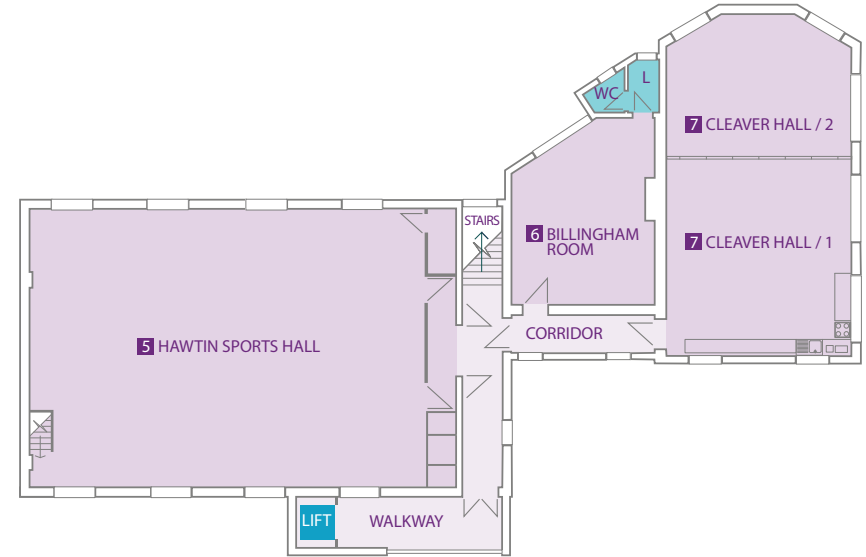 L
WC
7 CLEAVER HALL / 2
STAIRS
6 BILLINGHAM
ROOM
7 CLEAVER HALL / 1
CORRIDOR
5 HAWTIN SPORTS HALL
LIFT
WALKWAY